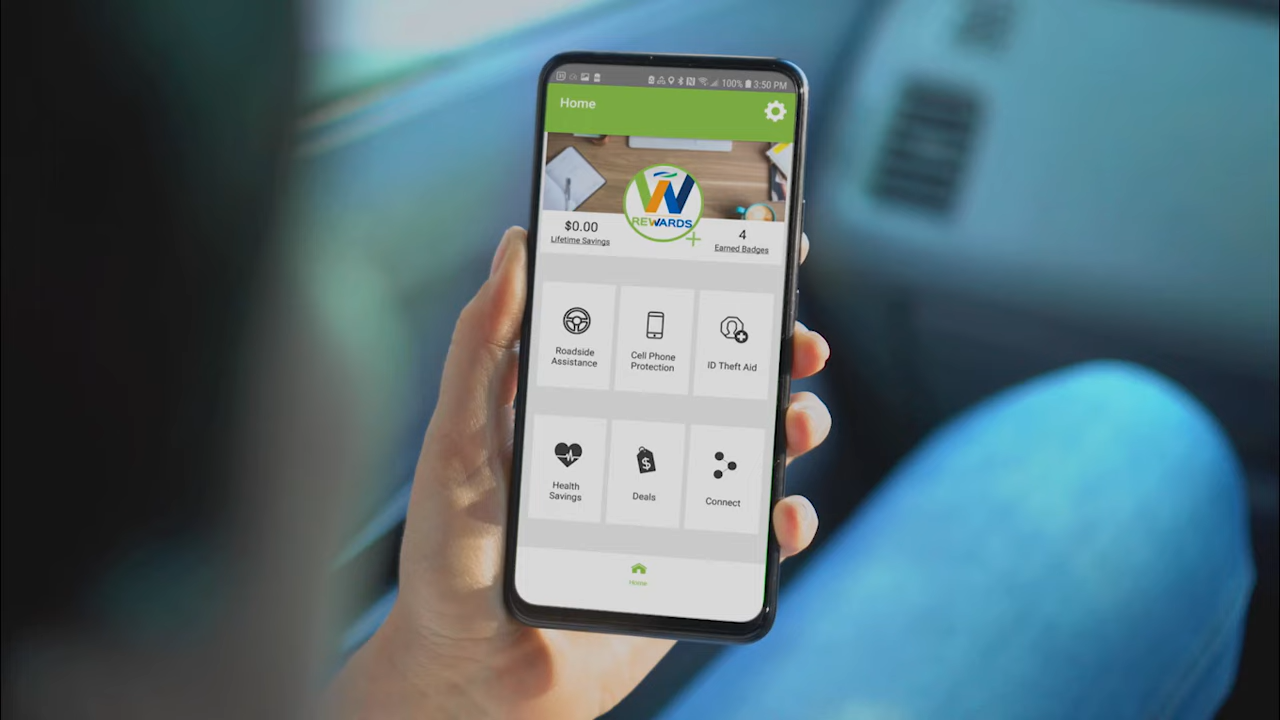 100% 3:50 PM
Home
REWARDS
$0.00
Lifetime Savings
4
Earned Badges
Roadside
Assistance
Cell Phone
Protection
ID Theft Aid
Health
Savings
Deals
Connect
Home